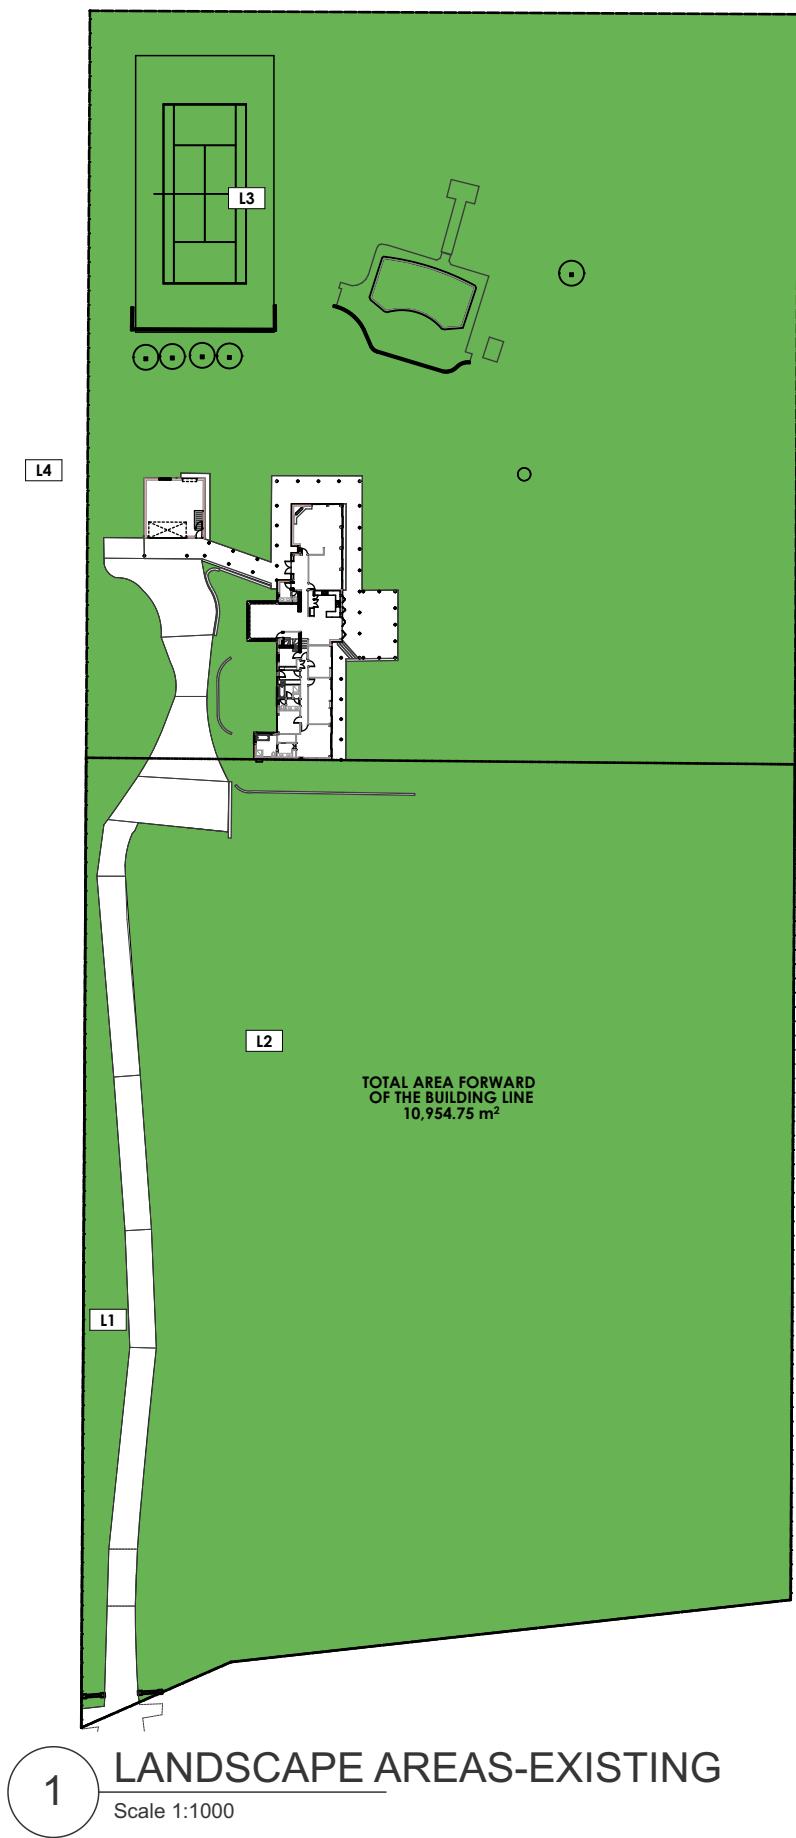 L3
L4
L2
TOTAL AREA FORWARD
OF THE BUILDING LINE
10,954.75 m²
L1
1
LANDSCAPE AREAS-EXISTING
Scale 1:1000